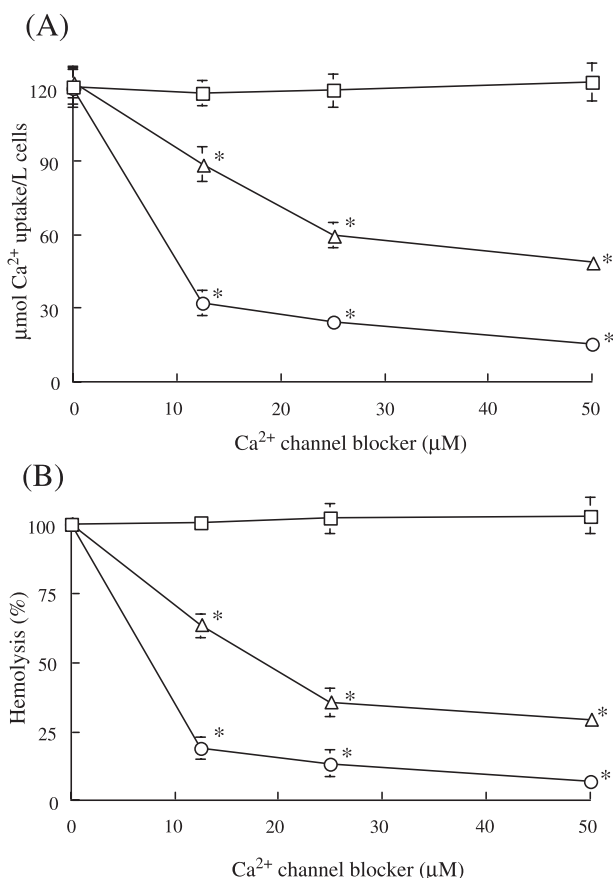 (A)
120
90
60
30
0
μmol Ca²⁺ uptake/L cells
*
*
*
*
*
*
0 10 20 30 40 50
Ca²⁺ channel blocker (μM)
(B)
100
75
50
25
0
Hemolysis (%)
*
*
*
*
*
*
0 10 20 30 40 50
Ca²⁺ channel blocker (μM)